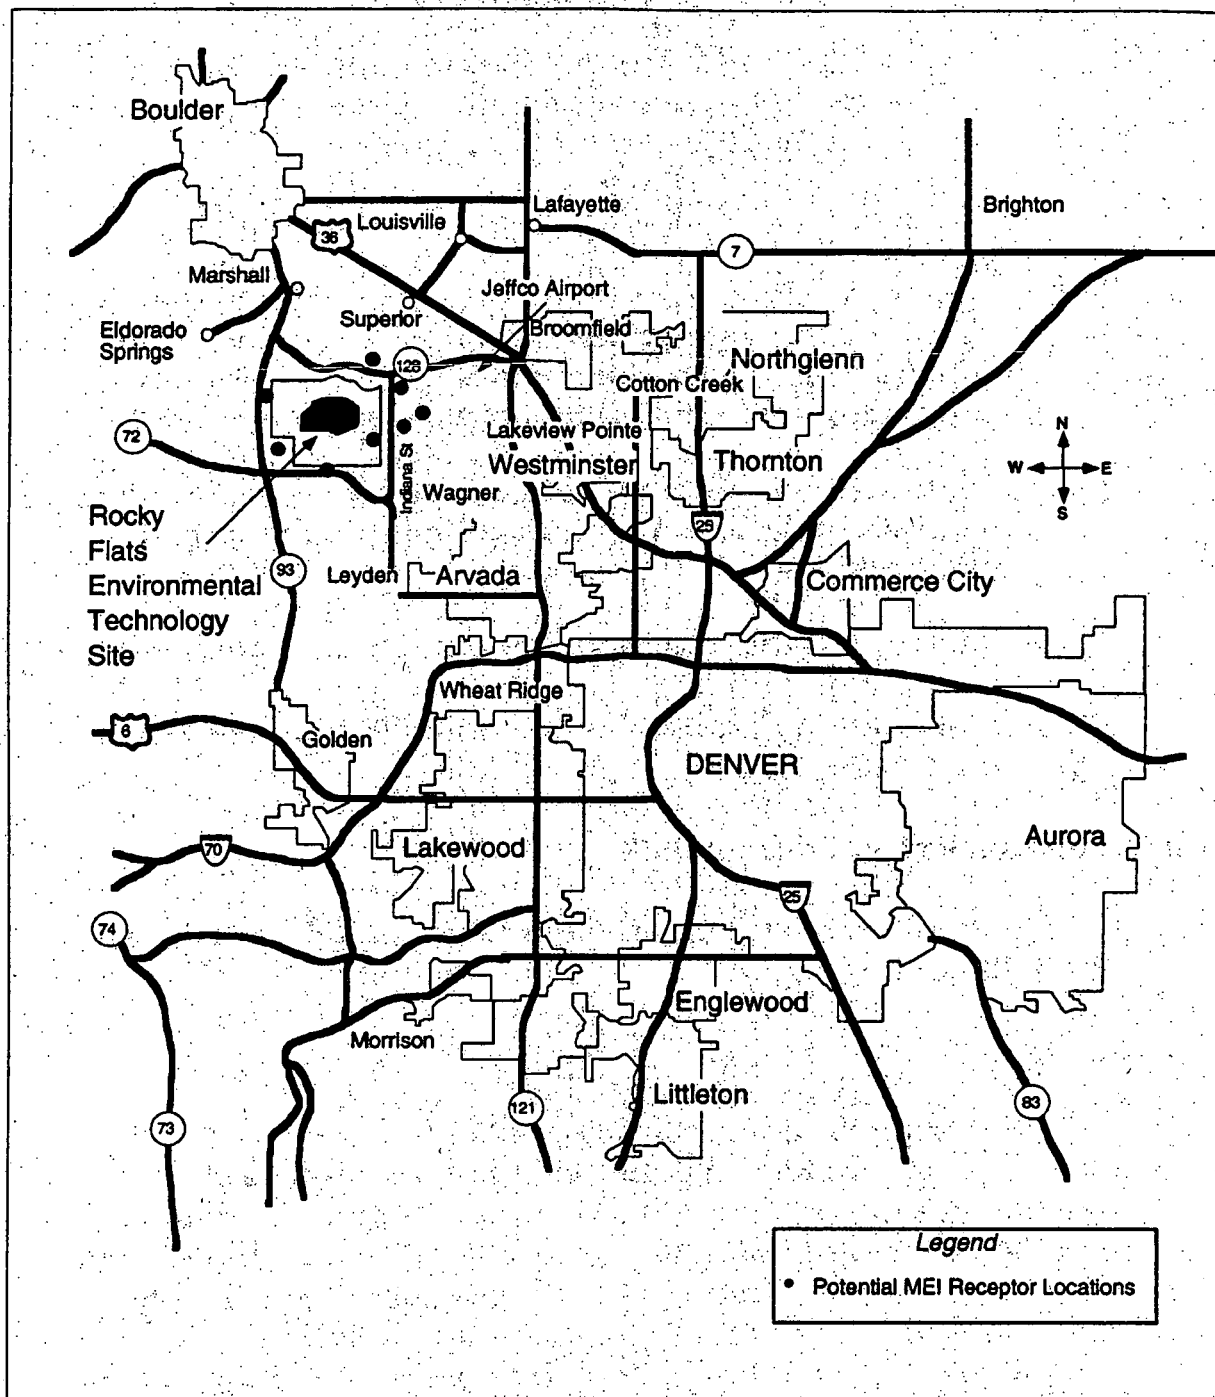 Boulder
Lafayette
Brighton
Louisville
36
7
Marshall
Jeffco Airport
Superior
Broomfield
Eldorado
Springs
Northglenn
128
Cotton Creek
72
N
Lakeview Pointe
Westminster
Thornton
W
E
Indiana St
Wagner
S
Rocky
Flats
Environmental
Technology
Site
25
93
Leyden
Arvada
Commerce City
Wheat Ridge
6
Golden
DENVER
Aurora
70
Lakewood
25
74
Englewood
Morrison
Littleton
121
83
73
Legend
Potential MEI Receptor Locations